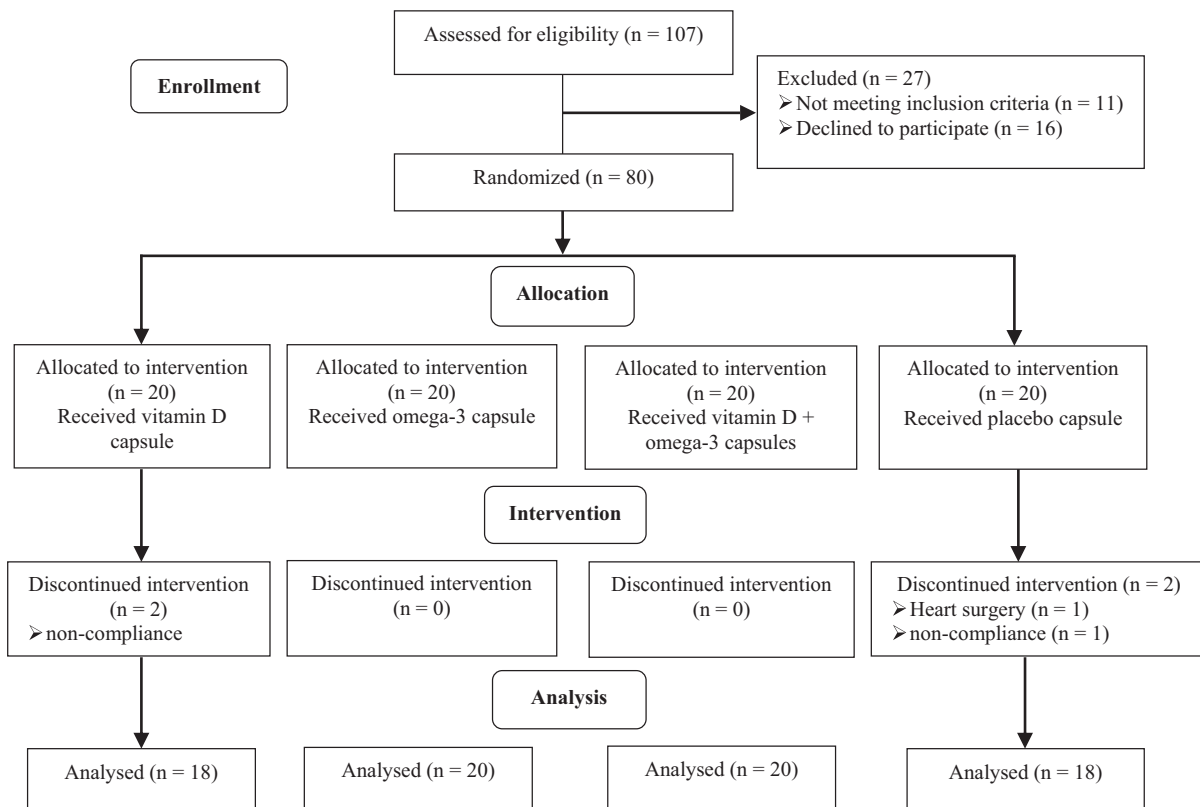 Assessed for eligibility (n = 107)
Enrollment
Excluded (n = 27)
➢Not meeting inclusion criteria (n = 11)
➢Declined to participate (n = 16)
Randomized (n = 80)
Allocation
Allocated to intervention
(n = 20)
Received vitamin D
capsule
Allocated to intervention
(n = 20)
Received omega-3 capsule
Allocated to intervention
(n = 20)
Received vitamin D +
omega-3 capsules
Allocated to intervention
(n = 20)
Received placebo capsule
Intervention
Discontinued intervention
(n = 2)
➢non-compliance
Discontinued intervention
(n = 0)
Discontinued intervention
(n = 0)
Discontinued intervention (n = 2)
➢Heart surgery (n = 1)
➢non-compliance (n = 1)
Analysis
Analysed (n = 18)
Analysed (n = 20)
Analysed (n = 20)
Analysed (n = 18)